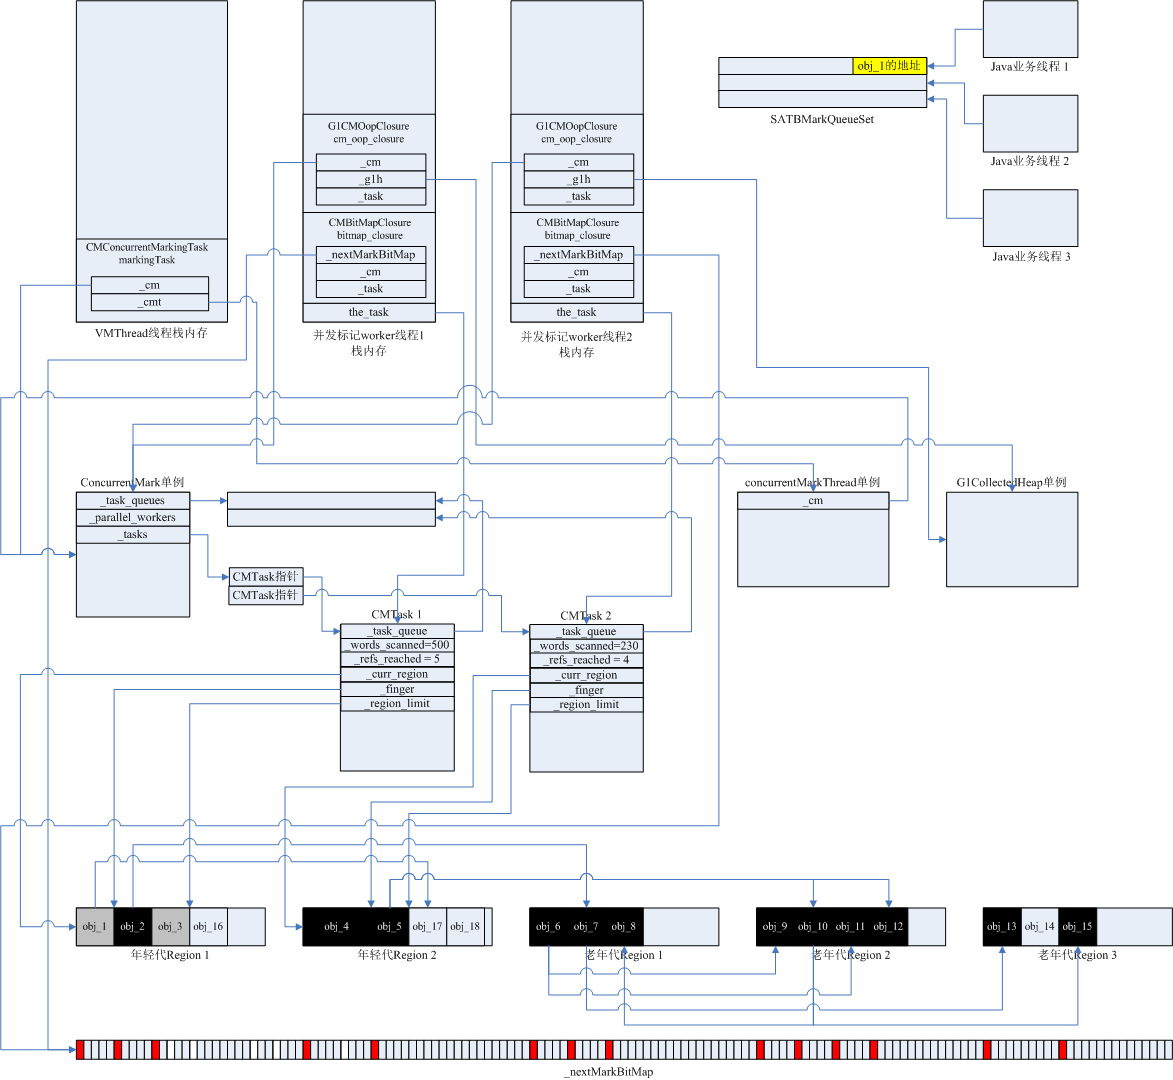 obj_1的地址
SATBMarkQueueSet
Java业务线程 1
Java业务线程 2
Java业务线程 3
CMConcurrentMarkingTask
markingTask
_cm
_cmt
VMThread线程栈内存
G1CMOopClosure
cm_oop_closure
_cm
_g1h
_task
CMBitMapClosure
bitmap_closure
_nextMarkBitMap
_cm
_task
the_task
并发标记worker线程1
栈内存
G1CMOopClosure
cm_oop_closure
_cm
_g1h
_task
CMBitMapClosure
bitmap_closure
_nextMarkBitMap
_cm
_task
the_task
并发标记worker线程2
栈内存
ConcurrentMark单例
_task_queues
_parallel_workers
_tasks
CMTask指针
CMTask指针
concurrentMarkThread单例
_cm
G1CollectedHeap单例
CMTask 1
_task_queue
_words_scanned=500
_refs_reached = 5
_curr_region
_finger
_region_limit
CMTask 2
_task_queue
_words_scanned=230
_refs_reached = 4
_curr_region
_finger
_region_limit
obj_1 obj_2 obj_3 obj_16
年轻代Region 1
obj_4 obj_5 obj_17 obj_18
年轻代Region 2
obj_6 obj_7 obj_8
老年代Region 1
obj_9 obj_10 obj_11 obj_12
老年代Region 2
obj_13 obj_14 obj_15
老年代Region 3
_nextMarkBitMap